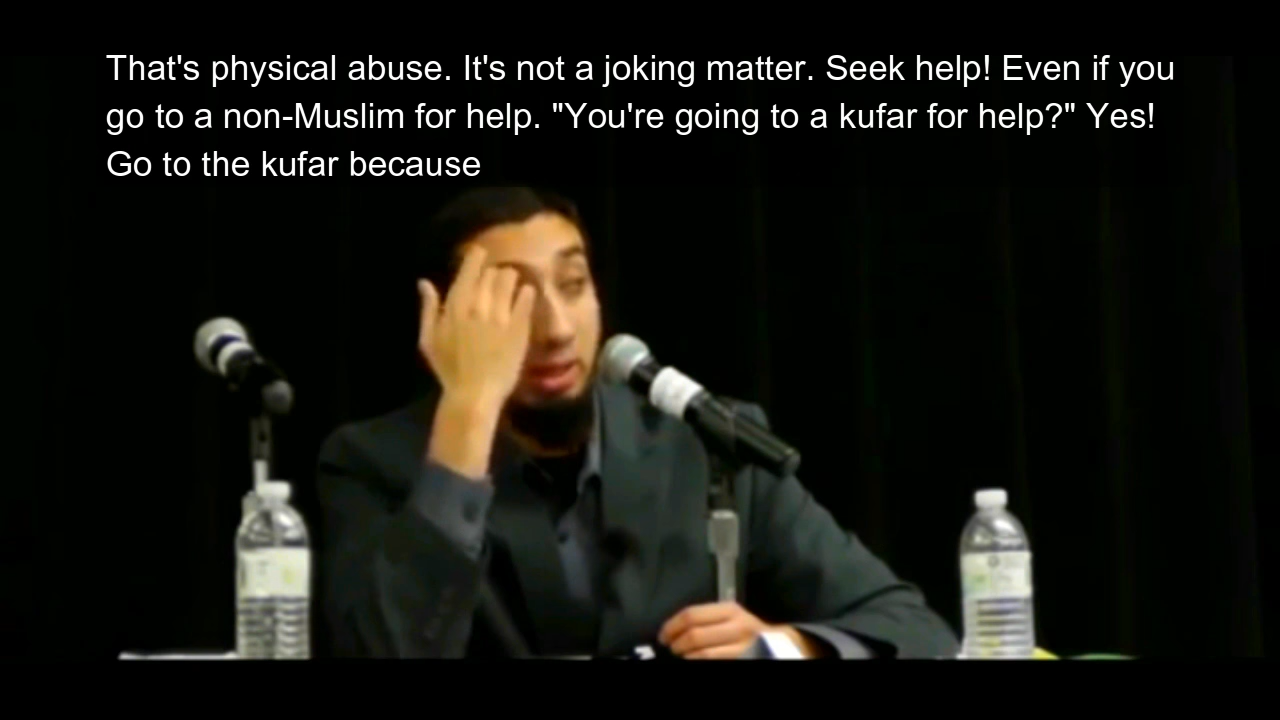 That's physical abuse. It's not a joking matter. Seek help! Even if you
go to a non-Muslim for help. "You're going to a kufar for help?" Yes!
Go to the kufar because